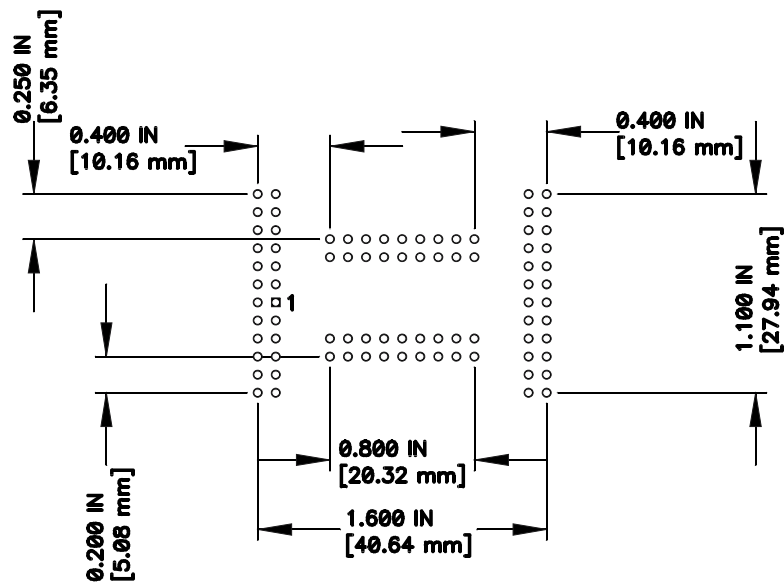 0.250 IN
[6.35 mm]
0.400 IN
[10.16 mm]
0.400 IN
[10.16 mm]
1
1.100 IN
[27.94 mm]
0.800 IN
[20.32 mm]
1.600 IN
[40.64 mm]
0.200 IN
[5.08 mm]